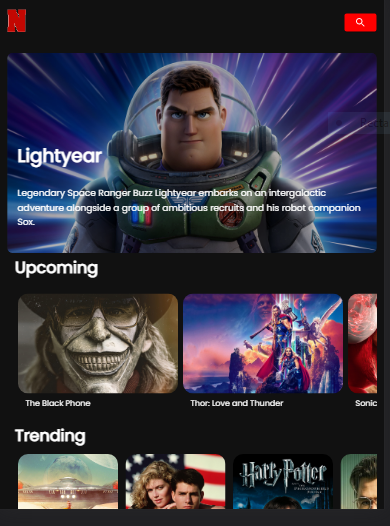 N
Lightyear
Legendary Space Ranger Buzz Lightyear embarks on an intergalactic
adventure alongside a group of ambitious recruits and his robot companion
Sox.
Upcoming
The Black Phone
Thor: Love and Thunder
Sonic
Trending
Harry Potter